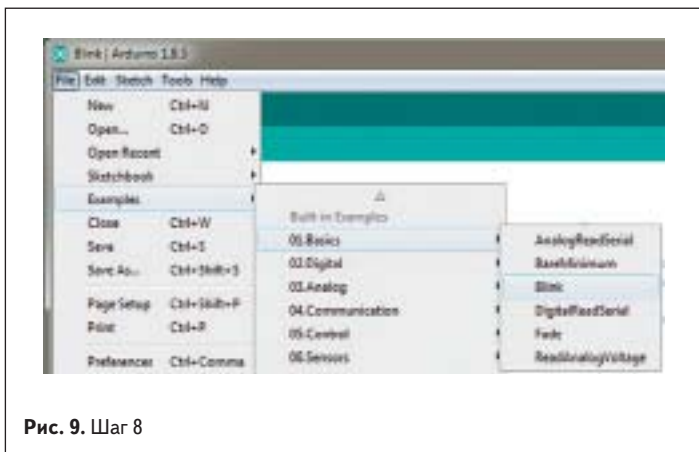 Blink | Arduino 1.8.5
File Edit Sketch Tools Help
New Ctrl+N
Open... Ctrl+O
Open Recent
Sketchbook
Examples
Close Ctrl+W
Save Ctrl+S
Save As... Ctrl+Shift+S
Page Setup Ctrl+Shift+P
Print Ctrl+P
Preferences Ctrl+Comma
Built-in Examples
01.Basics
02.Digital
03.Analog
04.Communication
05.Control
06.Sensors
AnalogReadSerial
BareMinimum
Blink
DigitalReadSerial
Fade
ReadAnalogVoltage
Рис. 9. Шаг 8